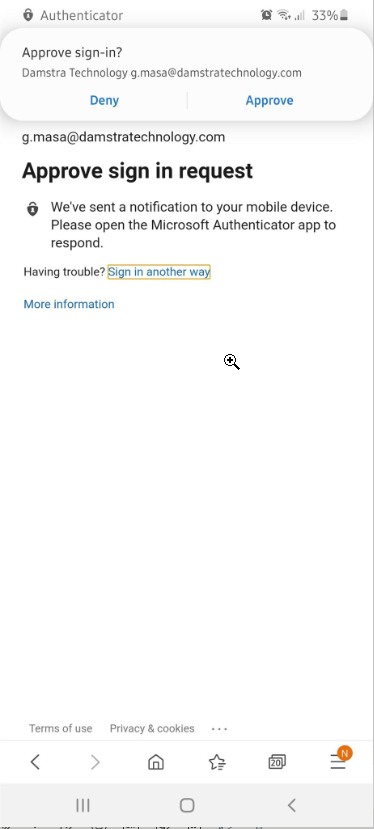 Authenticator 33%
Approve sign-in?
Damstra Technology g.masa@damstratechnology.com
Deny Approve
g.masa@damstratechnology.com
Approve sign in request
We've sent a notification to your mobile device.
Please open the Microsoft Authenticator app to
respond.
Having trouble? Sign in another way
More information
Terms of use Privacy & cookies ...
20 N